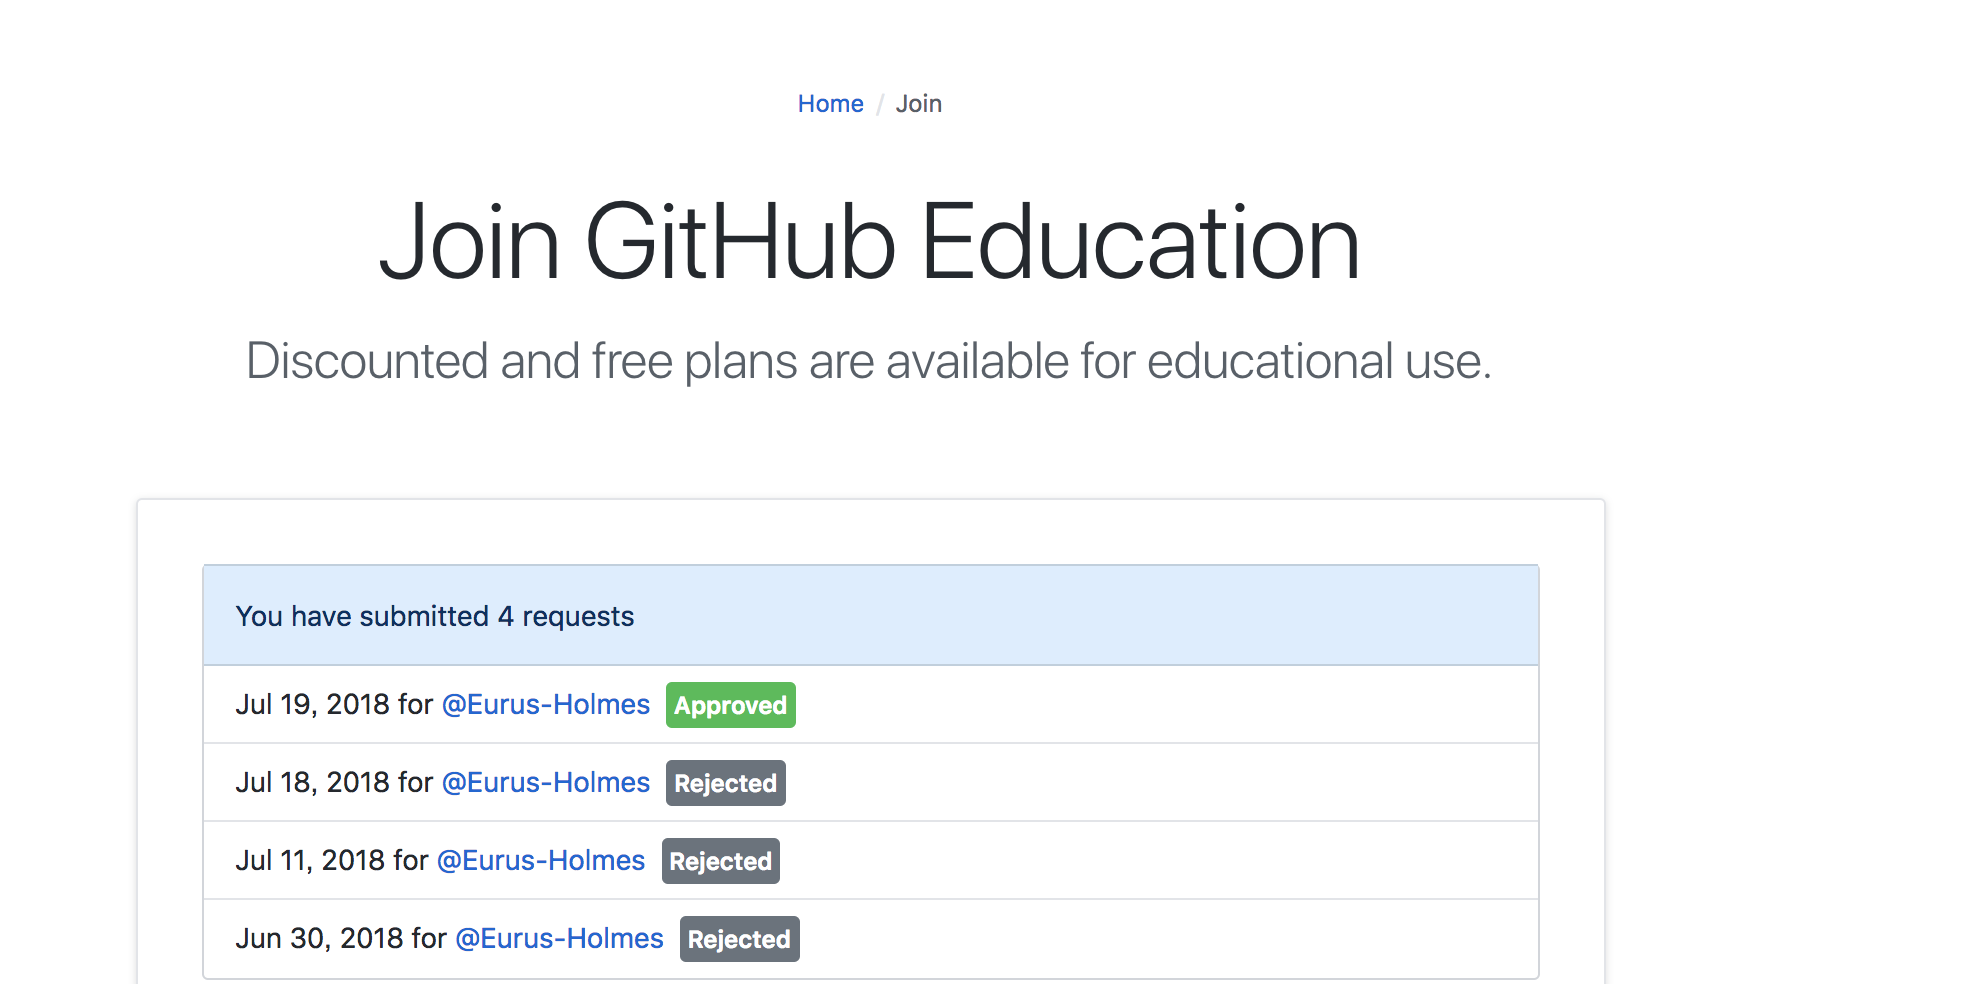 Home / Join
Join GitHub Education
Discounted and free plans are available for educational use.
You have submitted 4 requests
Jul 19, 2018 for @Eurus-Holmes Approved
Jul 18, 2018 for @Eurus-Holmes Rejected
Jul 11, 2018 for @Eurus-Holmes Rejected
Jun 30, 2018 for @Eurus-Holmes Rejected